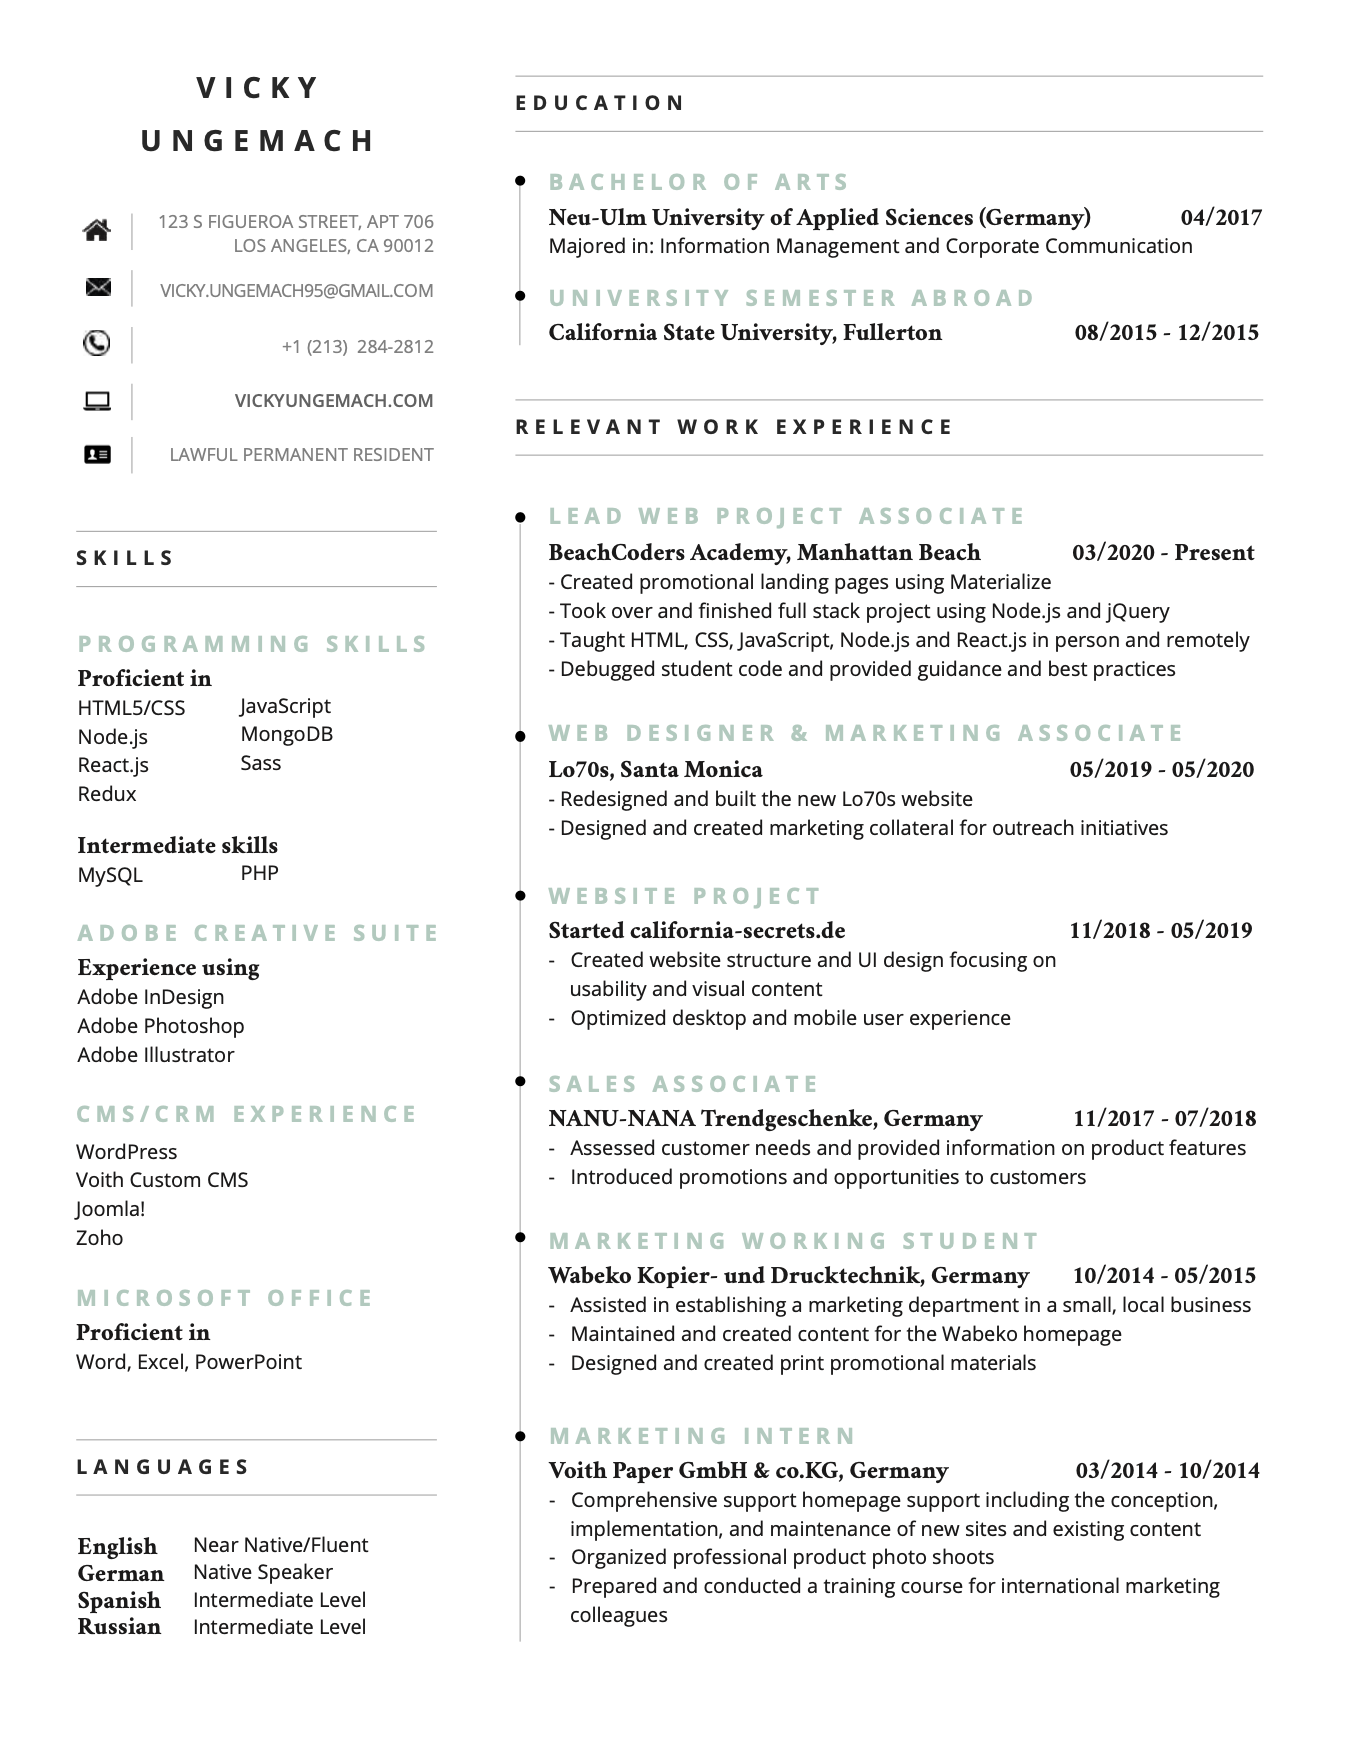 VICKY
UNGEMACH
123 S FIGUEROA STREET, APT 706
LOS ANGELES, CA 90012
VICKY.UNGEMACH95@GMAIL.COM
+1 (213)  284-2812
VICKYUNGEMACH.COM
LAWFUL PERMANENT RESIDENT
SKILLS
PROGRAMMING SKILLS
Proficient in
HTML5/CSS JavaScript
Node.js MongoDB
React.js Sass
Redux
Intermediate skills
MySQL PHP
ADOBE CREATIVE SUITE
Experience using
Adobe InDesign
Adobe Photoshop
Adobe Illustrator
CMS/CRM EXPERIENCE
WordPress
Voith Custom CMS
Joomla!
Zoho
MICROSOFT OFFICE
Proficient in
Word, Excel, PowerPoint
LANGUAGES
English Near Native/Fluent
German Native Speaker
Spanish Intermediate Level
Russian Intermediate Level
EDUCATION
BACHELOR OF ARTS
Neu-Ulm University of Applied Sciences (Germany) 04/2017
Majored in: Information Management and Corporate Communication
UNIVERSITY SEMESTER ABROAD
California State University, Fullerton 08/2015 - 12/2015
RELEVANT WORK EXPERIENCE
LEAD WEB PROJECT ASSOCIATE
BeachCoders Academy, Manhattan Beach 03/2020 - Present
- Created promotional landing pages using Materialize
- Took over and finished full stack project using Node.js and jQuery
- Taught HTML, CSS, JavaScript, Node.js and React.js in person and remotely
- Debugged student code and provided guidance and best practices
WEB DESIGNER & MARKETING ASSOCIATE
Lo70s, Santa Monica 05/2019 - 05/2020
- Redesigned and built the new Lo70s website
- Designed and created marketing collateral for outreach initiatives
WEBSITE PROJECT
Started california-secrets.de 11/2018 - 05/2019
- Created website structure and UI design focusing on
usability and visual content
- Optimized desktop and mobile user experience
SALES ASSOCIATE
NANU-NANA Trendgeschenke, Germany 11/2017 - 07/2018
- Assessed customer needs and provided information on product features
- Introduced promotions and opportunities to customers
MARKETING WORKING STUDENT
Wabeko Kopier- und Drucktechnik, Germany 10/2014 - 05/2015
- Assisted in establishing a marketing department in a small, local business
- Maintained and created content for the Wabeko homepage
- Designed and created print promotional materials
MARKETING INTERN
Voith Paper GmbH & co.KG, Germany 03/2014 - 10/2014
- Comprehensive support homepage support including the conception,
implementation, and maintenance of new sites and existing content
- Organized professional product photo shoots
- Prepared and conducted a training course for international marketing
colleagues